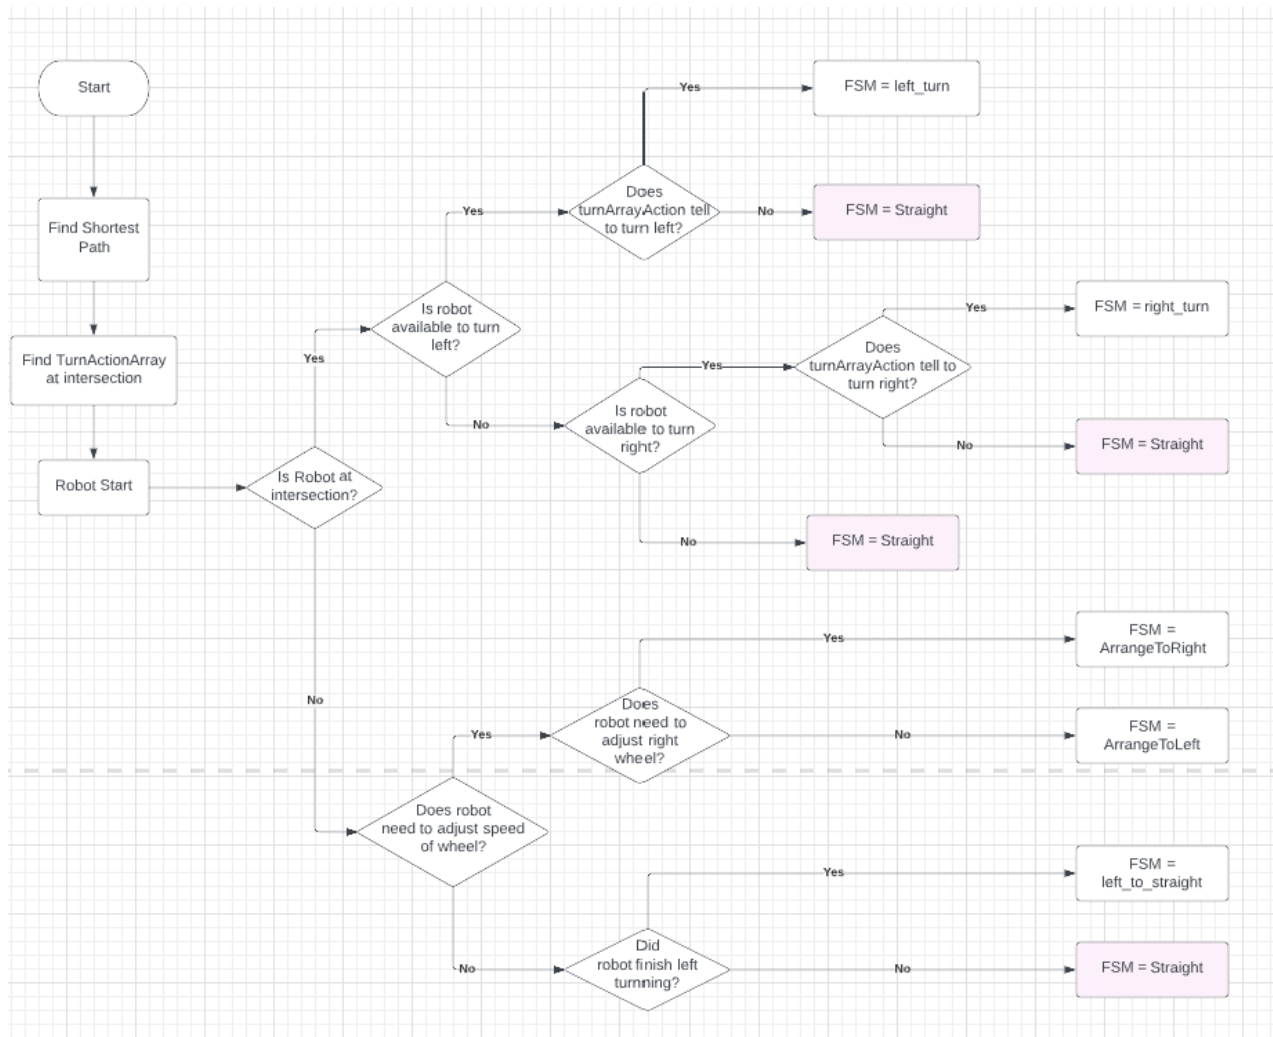 Start
Find Shortest
Path
Find TurnActionArray
at intersection
Robot Start
Is Robot at
intersection?
Yes
No
Is robot
available to turn
left?
Yes
No
Does
turnArrayAction tell
to turn left?
Yes
FSM = left_turn
No
FSM = Straight
Is robot
available to turn
right?
Yes
No
Does
turnArrayAction tell to
turn right?
Yes
FSM = right_turn
No
FSM = Straight
FSM = Straight
Does robot
need to adjust speed
of wheel?
Yes
No
Does
robot need to
adjust right
wheel?
Yes
FSM =
ArrangeToRight
No
FSM =
ArrangeToLeft
Did
robot finish left
turnning?
Yes
FSM =
left_to_straight
No
FSM = Straight